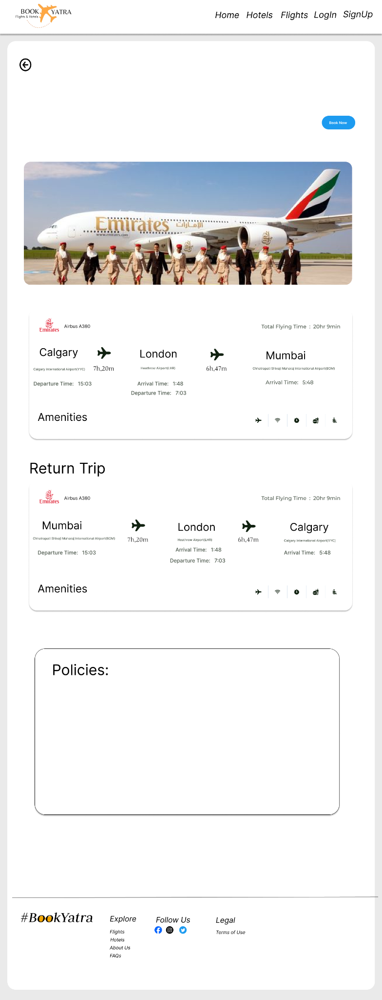 BOOK YATRA
Flights & Hotels
Home Hotels Flights LogIn SignUp
Book Now
Emirates الإمارات
www.emirates.com
Emirates Airbus A380 Total Flying Time : 20hr 9min
Calgary London Mumbai
Calgary International Airport(YYC) 7h,20m Heathrow Airport(LHR) 6h,47m Chhatrapati Shivaji Maharaj International Airport(BOM)
Departure Time: 15:03 Arrival Time: 1:48 Arrival Time: 5:48
Departure Time: 7:03
Amenities
Return Trip
Emirates Airbus A380 Total Flying Time : 20hr 9min
Mumbai London Calgary
Chhatrapati Shivaji Maharaj International Airport(BOM) 7h,20m Heathrow Airport(LHR) 6h,47m Calgary International Airport(YYC)
Departure Time: 15:03 Arrival Time: 1:48 Arrival Time: 5:48
Departure Time: 7:03
Amenities
Policies:
#BookYatra
Explore
Flights
Hotels
About Us
FAQs
Follow Us
Legal
Terms of Use